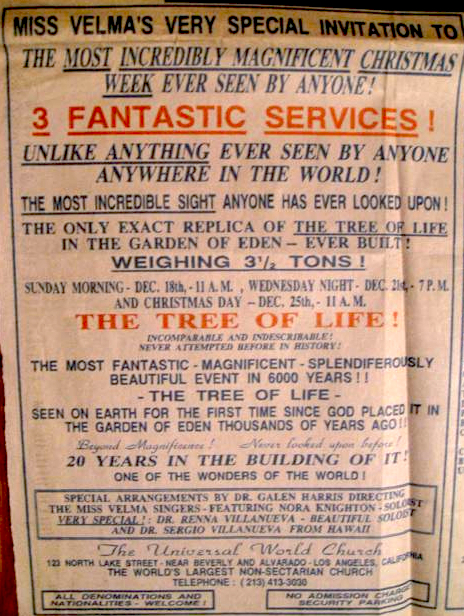 MISS VELMA'S VERY SPECIAL INVITATION TO
THE MOST INCREDIBLY MAGNIFICENT CHRISTMAS
WEEK EVER SEEN BY ANYONE!
3 FANTASTIC SERVICES!
UNLIKE ANYTHING EVER SEEN BY ANYONE
ANYWHERE IN THE WORLD!
THE MOST INCREDIBLE SIGHT ANYONE HAS EVER LOOKED UPON!
THE ONLY EXACT REPLICA OF THE TREE OF LIFE
IN THE GARDEN OF EDEN - EVER BUILT!
WEIGHING 3½ TONS!
SUNDAY MORNING - DEC. 18th, - 11 A.M. , WEDNESDAY NIGHT - DEC. 21st, - 7 P.M.
AND CHRISTMAS DAY - DEC. 25th, - 11 A.M.
THE TREE OF LIFE!
INCOMPARABLE AND INDESCRIBABLE!
NEVER ATTEMPTED BEFORE IN HISTORY!
THE MOST FANTASTIC - MAGNIFICENT - SPLENDIFEROUSLY
BEAUTIFUL EVENT IN 6000 YEARS!!
- THE TREE OF LIFE -
SEEN ON EARTH FOR THE FIRST TIME SINCE GOD PLACED IT IN
THE GARDEN OF EDEN THOUSANDS OF YEARS AGO!!
Beyond Magnificence! Never looked upon before!
20 YEARS IN THE BUILDING OF IT!
ONE OF THE WONDERS OF THE WORLD!
SPECIAL ARRANGEMENTS BY DR. GALEN HARRIS DIRECTING
THE MISS VELMA SINGERS - FEATURING NORA KNIGHTON - SOLOIST
VERY SPECIAL!: DR. RENNA VILLANUEVA - BEAUTIFUL SOLOIST
AND DR. SERGIO VILLANUEVA FROM HAWAII
The Universal World Church
123 NORTH LAKE STREET - NEAR BEVERLY AND ALVARADO - LOS ANGELES, CALIFORNIA
THE WORLD'S LARGEST NON-SECTARIAN CHURCH
TELEPHONE: (213) 413-3030
ALL DENOMINATIONS AND
NATIONALITIES - WELCOME!
NO ADMISSION CHARGE
SECURITY PARKING